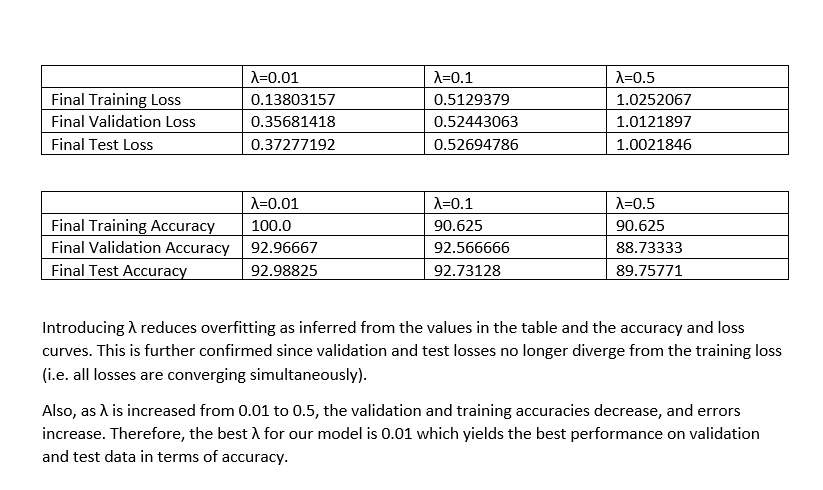 λ=0.01 λ=0.1 λ=0.5
Final Training Loss 0.13803157 0.5129379 1.0252067
Final Validation Loss 0.35681418 0.52443063 1.0121897
Final Test Loss 0.37277192 0.52694786 1.0021846
λ=0.01 λ=0.1 λ=0.5
Final Training Accuracy 100.0 90.625 90.625
Final Validation Accuracy 92.96667 92.566666 88.73333
Final Test Accuracy 92.98825 92.73128 89.75771
Introducing λ reduces overfitting as inferred from the values in the table and the accuracy and loss
curves. This is further confirmed since validation and test losses no longer diverge from the training loss
(i.e. all losses are converging simultaneously).
Also, as λ is increased from 0.01 to 0.5, the validation and training accuracies decrease, and errors
increase. Therefore, the best λ for our model is 0.01 which yields the best performance on validation
and test data in terms of accuracy.